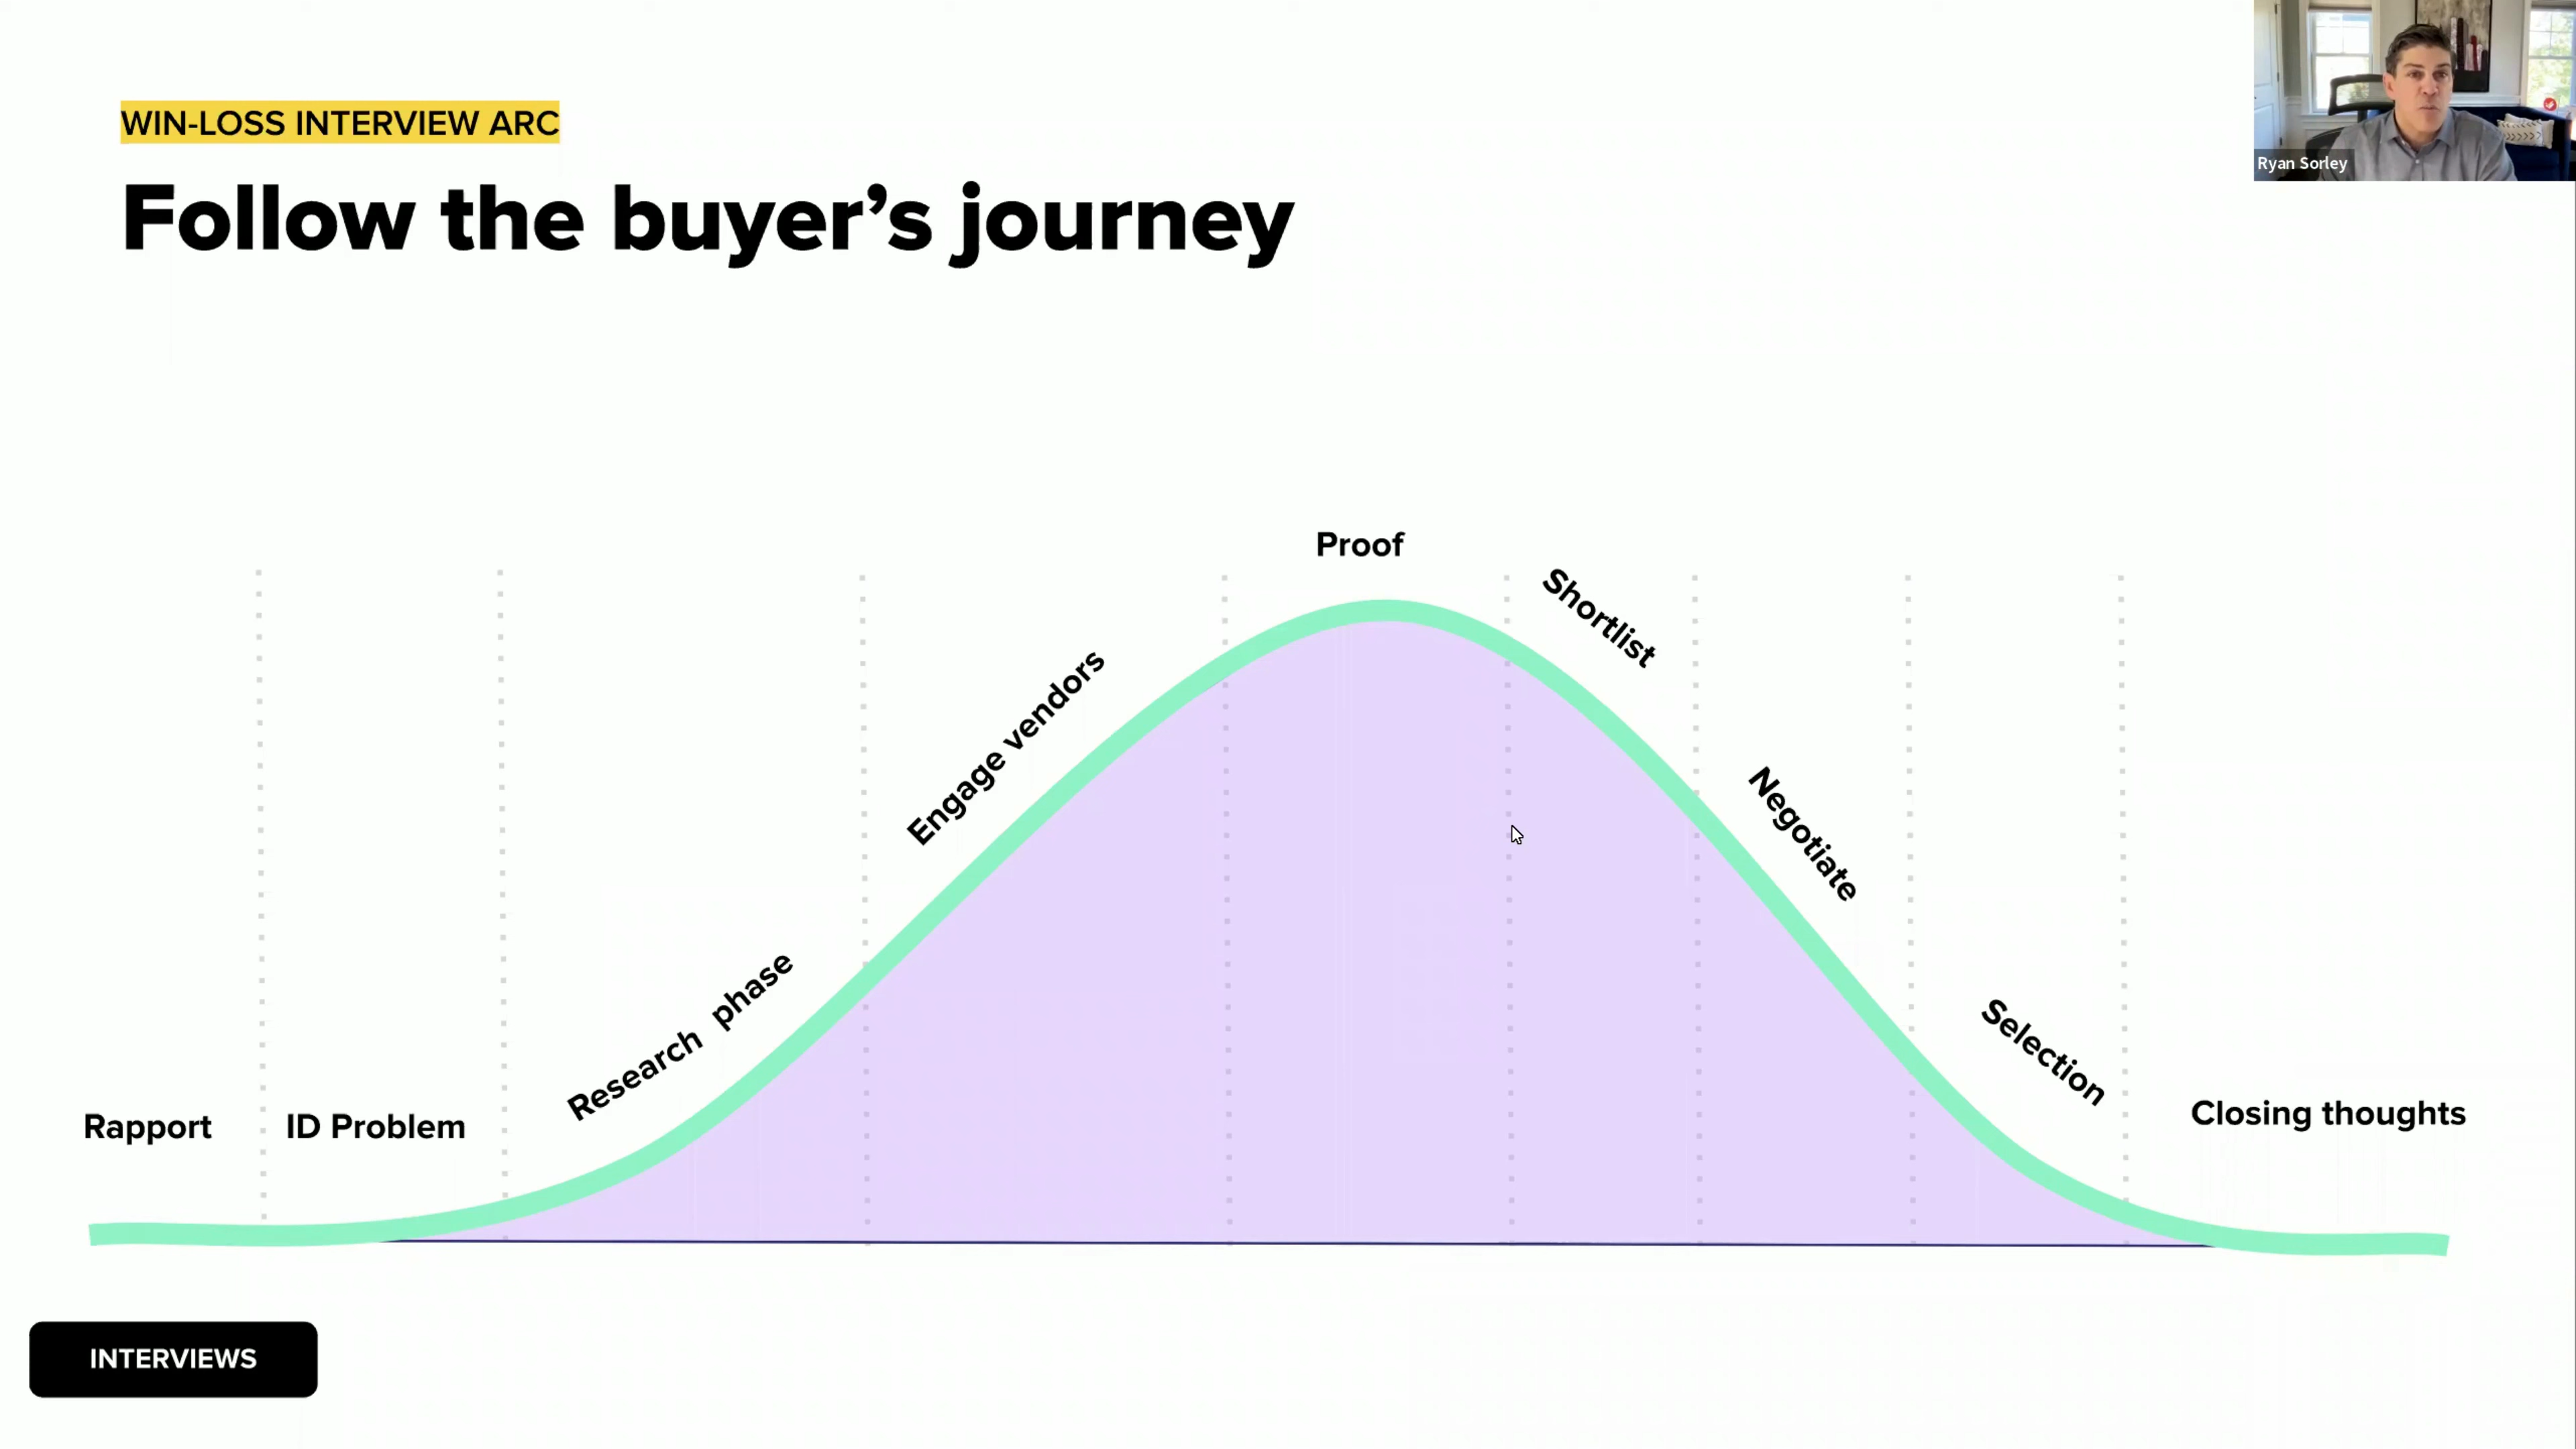 WIN-LOSS INTERVIEW ARC
Follow the buyer’s journey
Ryan Sorley
Rapport
ID Problem
Research phase
Engage vendors
Proof
Shortlist
Negotiate
Selection
Closing thoughts
INTERVIEWS